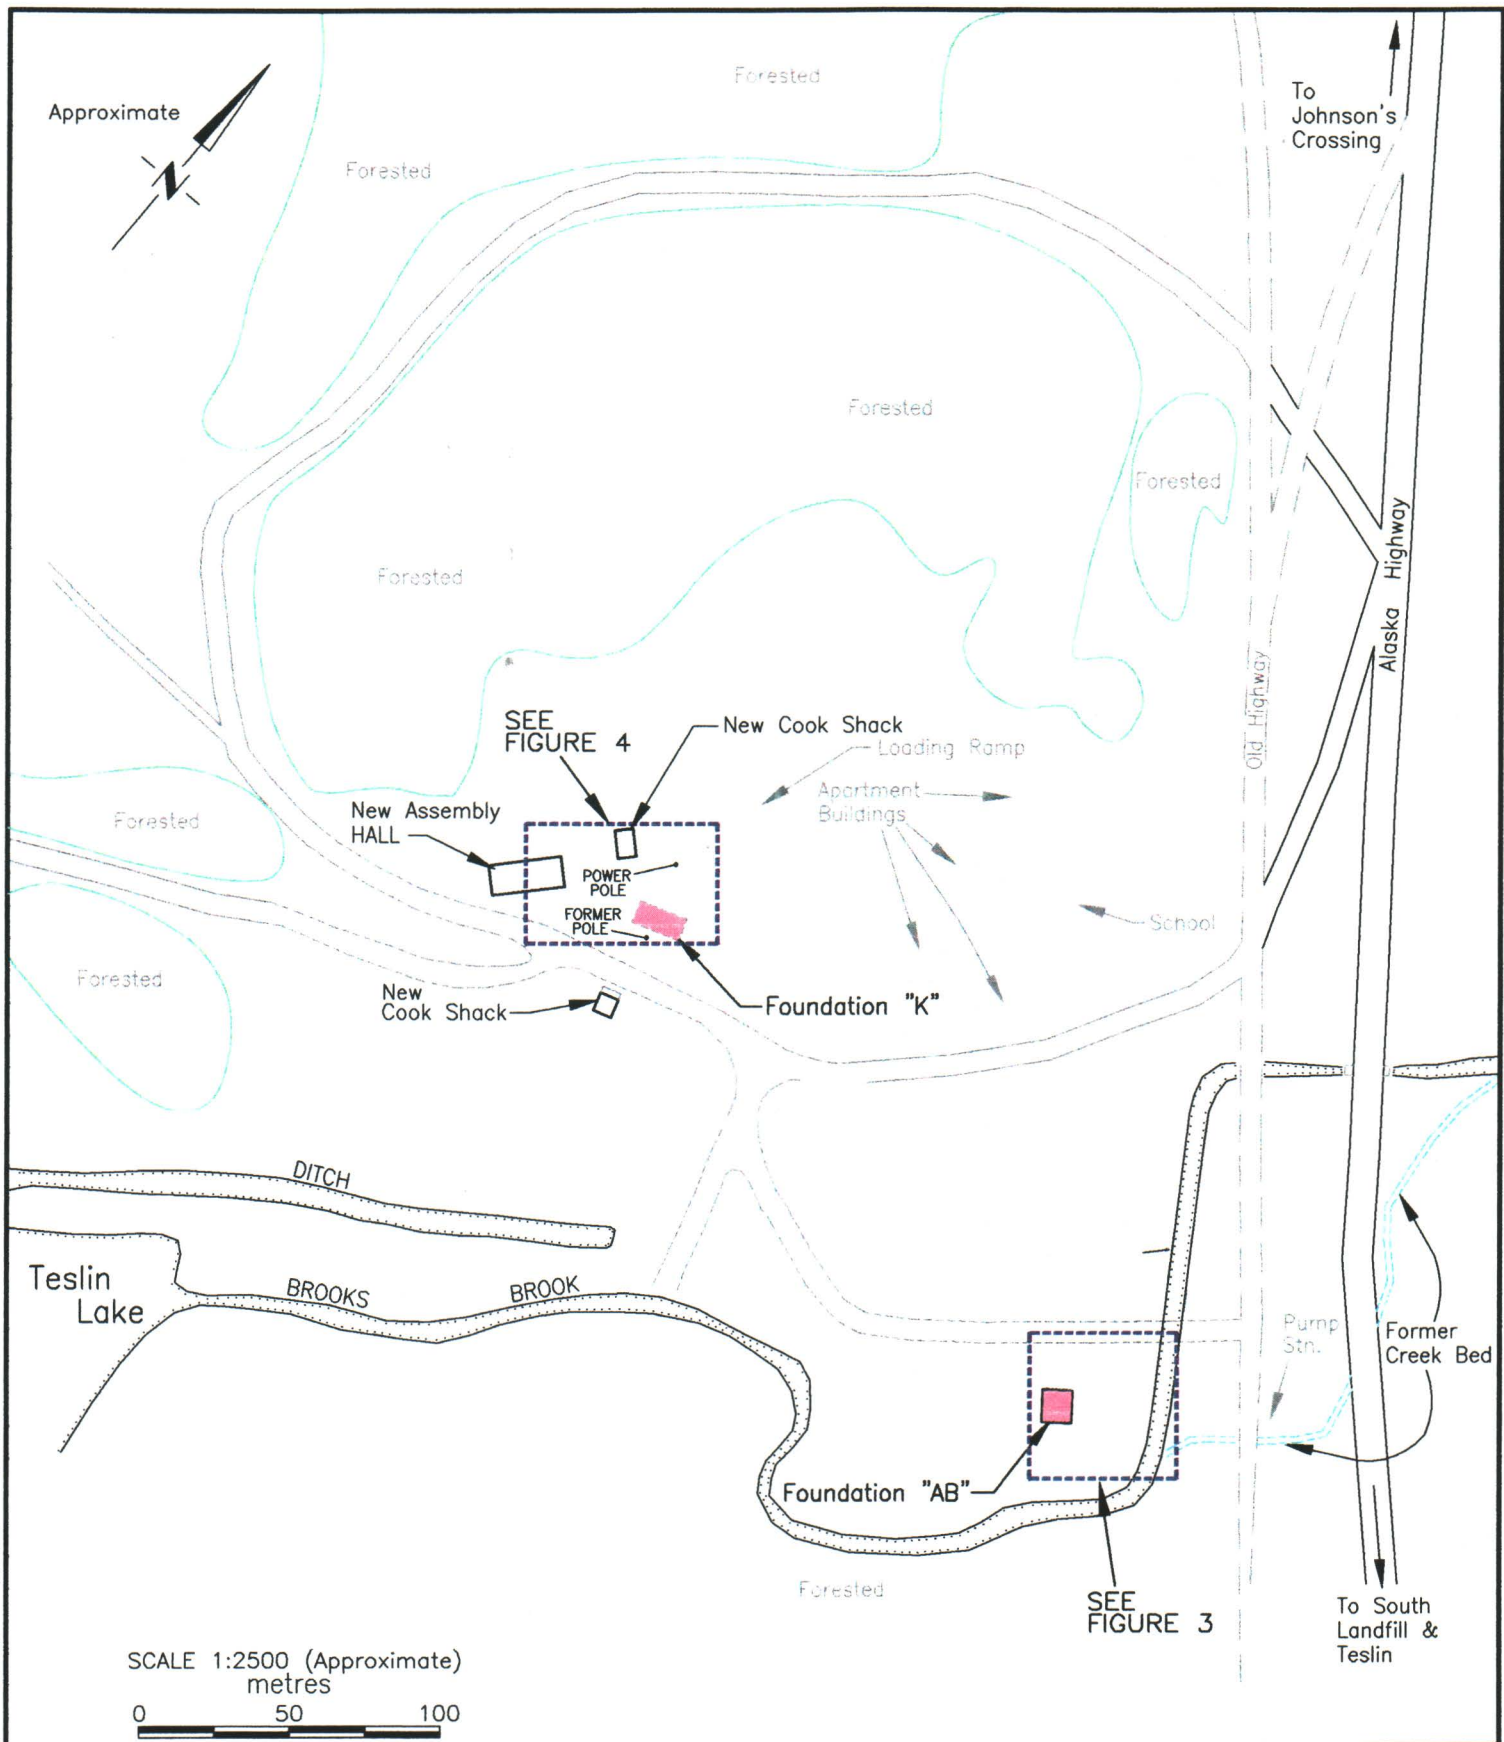 Forested
To
Johnson's
Crossing
Approximate
N
Forested
Forested
Forested
Forested
Alaska Highway
Old Highway
SEE
FIGURE 4
New Cook Shack
Loading Ramp
Apartment
Buildings
New Assembly
HALL
Forested
POWER
POLE
FORMER
POLE
School
Forested
New
Cook Shack
Foundation "K"
DITCH
Teslin
Lake
BROOKS BROOK
Pump
Stn.
Former
Creek Bed
Foundation "AB"
Forested
SEE
FIGURE 3
To South
Landfill &
Teslin
SCALE 1:2500 (Approximate)
metres
0 50 100